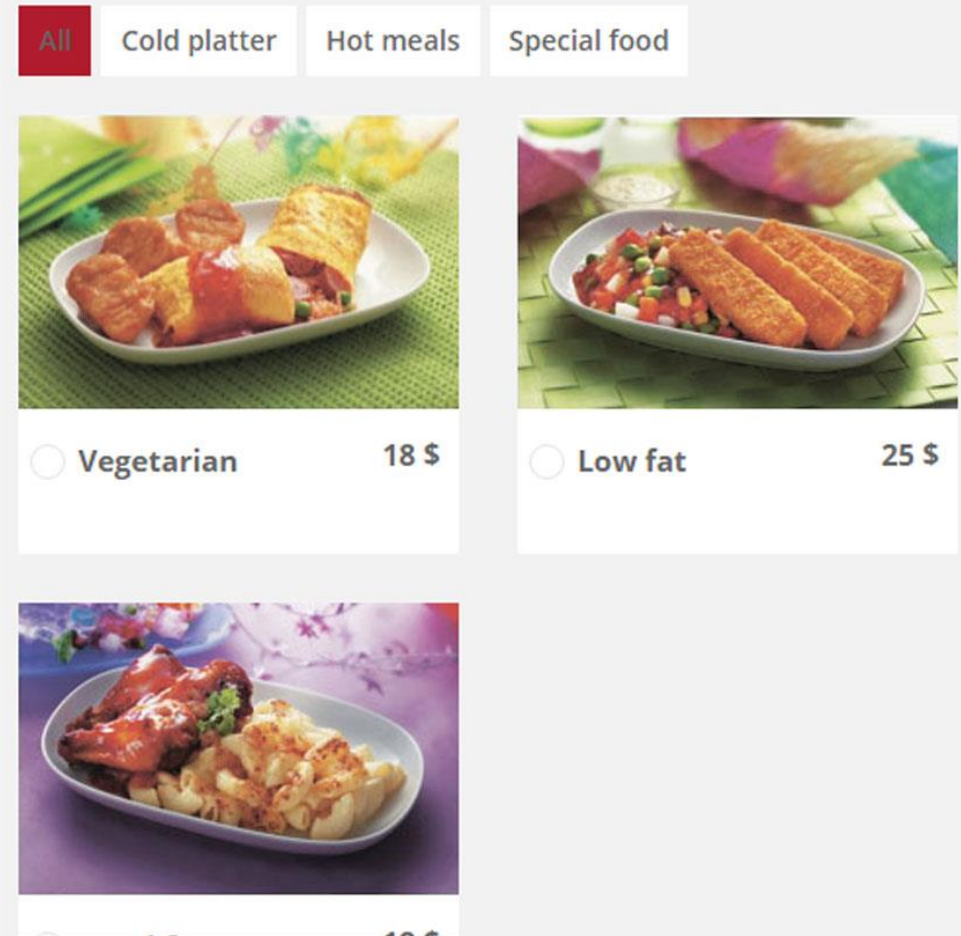 All
Cold platter
Hot meals
Special food
Vegetarian
18 $
Low fat
25 $